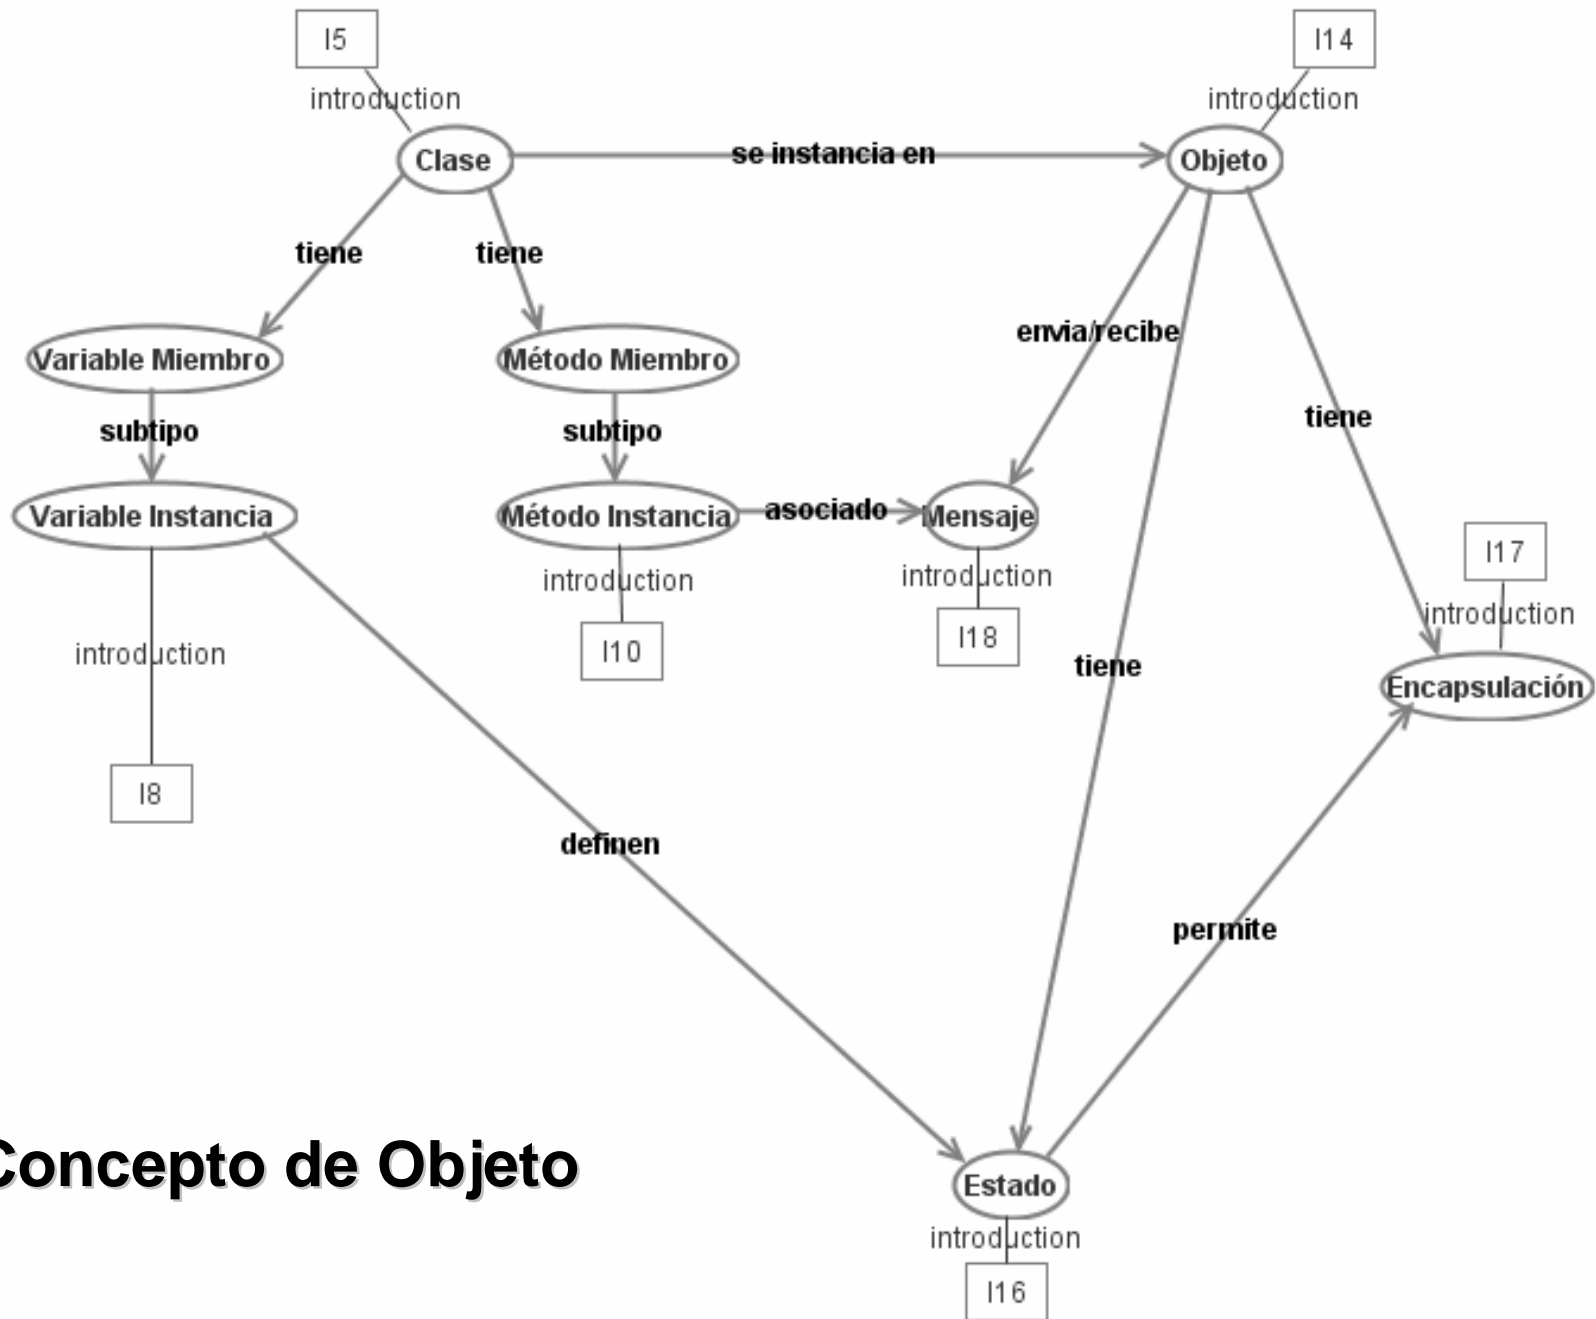 I5
I14
introduction
introduction
Clase
se instancia en
Objeto
tiene
tiene
envia/recibe
Variable Miembro
Método Miembro
tiene
subtipo
subtipo
Variable Instancia
Método Instancia
asociado
Mensaje
I17
introduction
introduction
introduction
introduction
I10
I18
tiene
Encapsulación
I8
definen
permite
Concepto de Objeto
Estado
introduction
I16